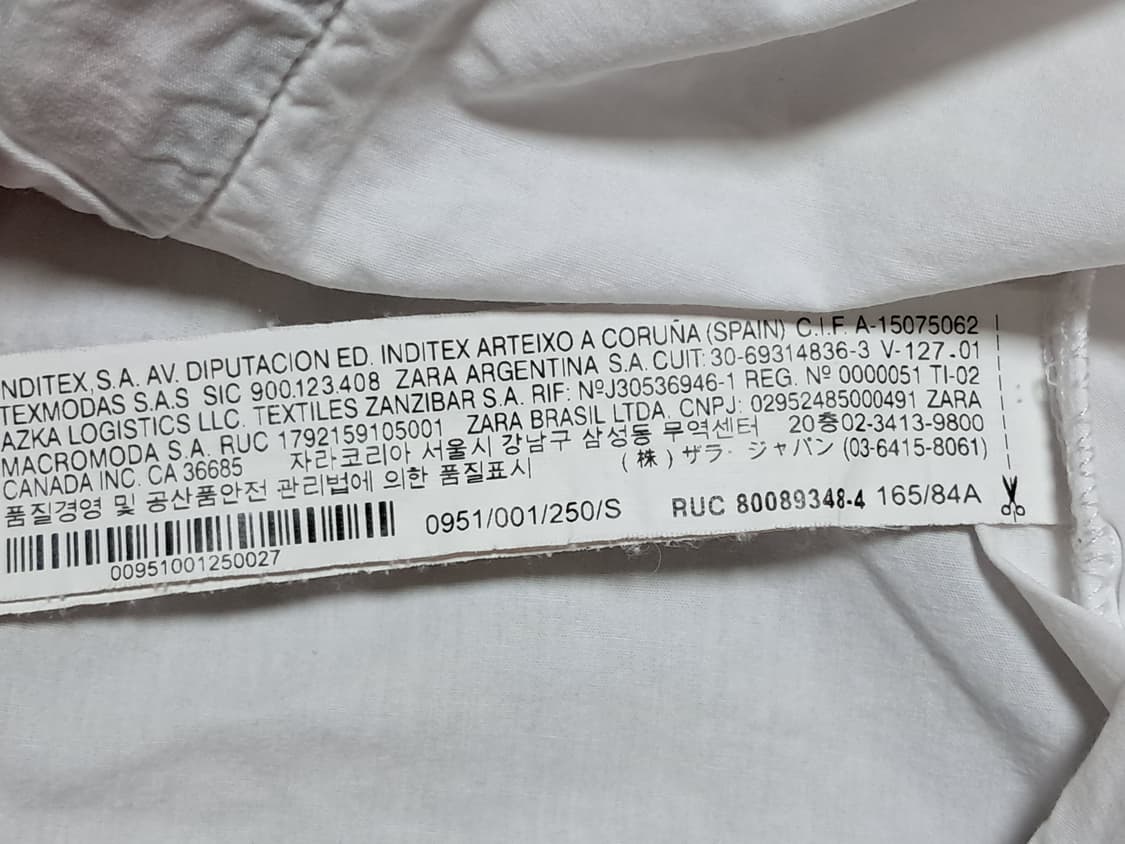 NDITEX, S.A. AV. DIPUTACION ED. INDITEX ARTEIXO A CORUÑA (SPAIN) C.I.F. A-15075062
TEXMODAS S.A.S SIC 900.123.408 ZARA ARGENTINA S.A. CUIT: 30-69314836-3 V-127.01
AZKA LOGISTICS LLC. TEXTILES ZANZIBAR S.A. RIF: NºJ30536946-1 REG. Nº 0000051 TI-02
MACROMODA S.A. RUC 1792159105001 ZARA BRASIL LTDA. CNPJ: 02952485000491 ZARA
CANADA INC. CA 36685 자라코리아 서울시 강남구 삼성동 무역센터 20층02-3413-9800
품질경영 및 공산품안전 관리법에 의한 품질표시 (株) ザラ・ジャパン (03-6415-8061)
0951/001/250/S RUC 80089348-4 165/84A
00951001250027